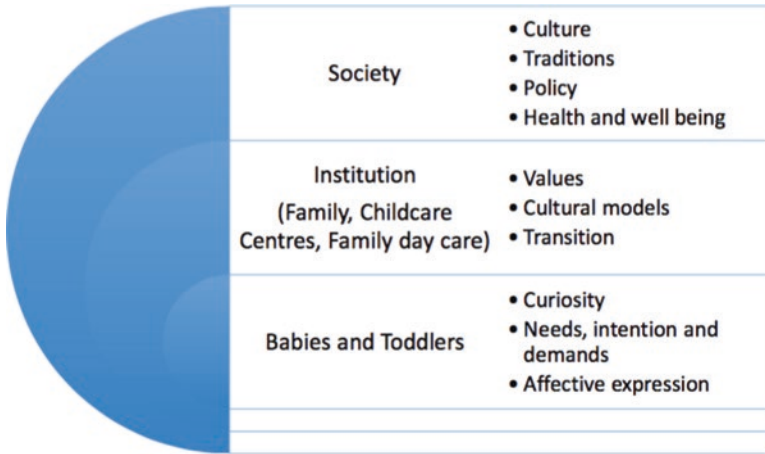 Society
• Culture
• Traditions
• Policy
• Health and well being
Institution
(Family, Childcare
Centres, Family day care)
• Values
• Cultural models
• Transition
Babies and Toddlers
• Curiosity
• Needs, intention and
demands
• Affective expression